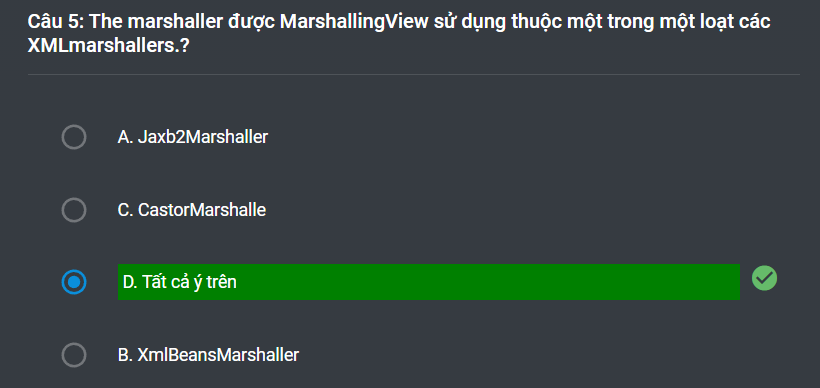 Câu 5: The marshaller được MarshallingView sử dụng thuộc một trong một loạt các
XMLmarshallers.?
A. Jaxb2Marshaller
C. CastorMarshalle
D. Tất cả ý trên
B. XmlBeansMarshaller